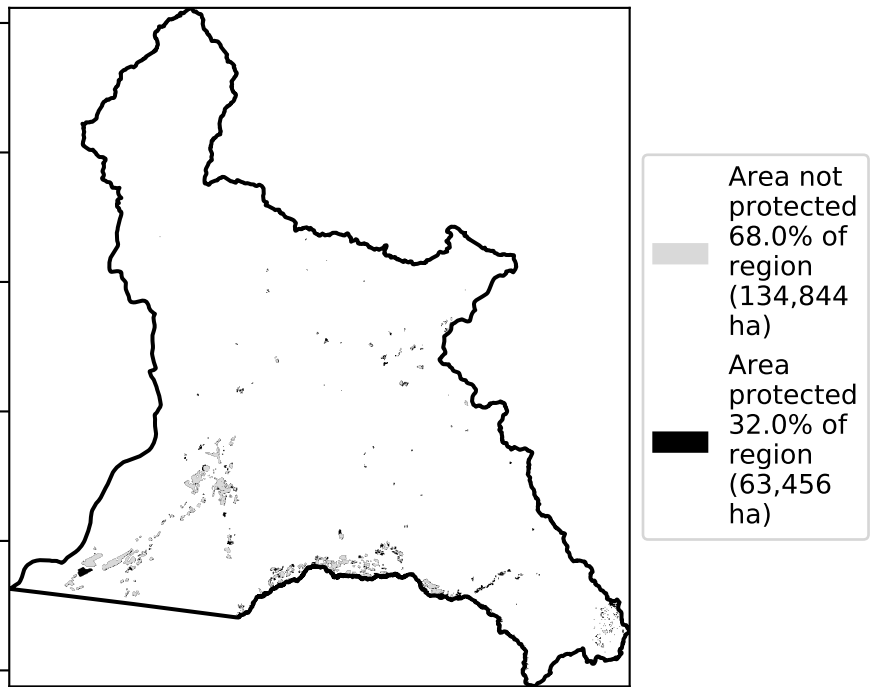 Area not
protected
68.0% of
region
(134,844
ha)
Area
protected
32.0% of
region
(63,456
ha)